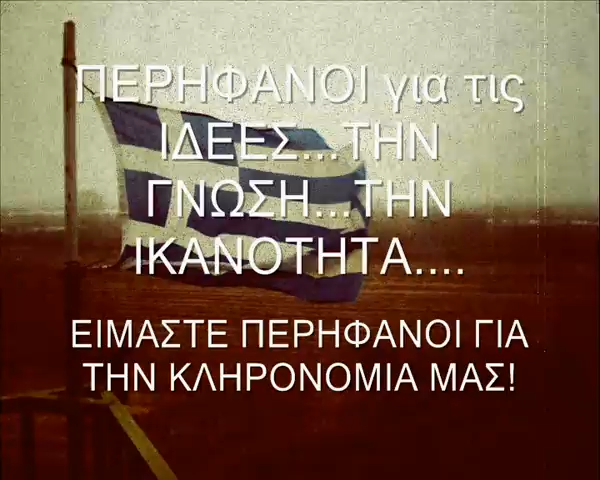 ΠΕΡΗΦΑΝΟΙ για τις
ΙΔΕΕΣ...ΤΗΝ
ΓΝΩΣΗ...ΤΗΝ
ΙΚΑΝΟΤΗΤΑ....
ΕΙΜΑΣΤΕ ΠΕΡΗΦΑΝΟΙ ΓΙΑ
ΤΗΝ ΚΛΗΡΟΝΟΜΙΑ ΜΑΣ!